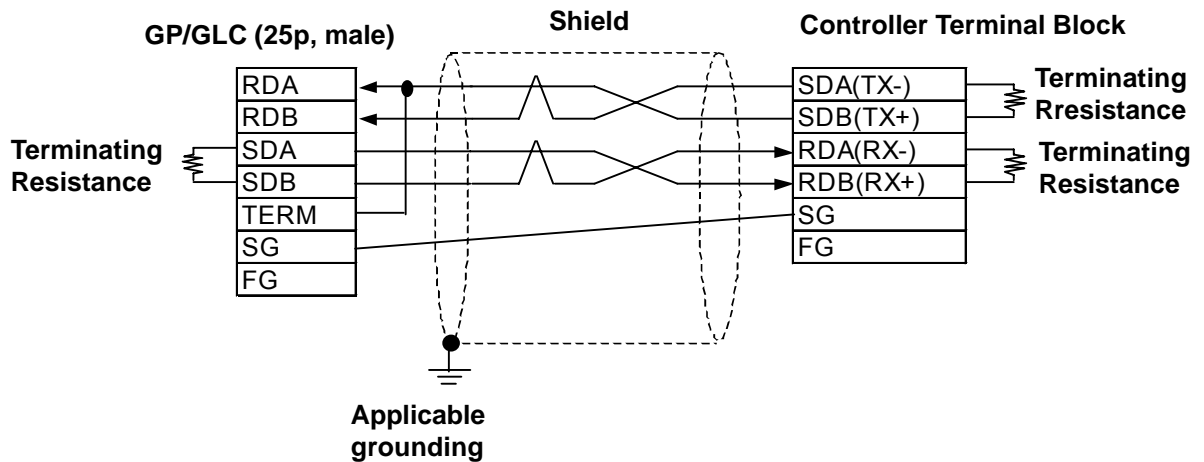 Shield
GP/GLC (25p, male)
Controller Terminal Block
RDA
RDB
SDA
SDB
TERM
SG
FG
Terminating
Resistance
SDA(TX-)
SDB(TX+)
RDA(RX-)
RDB(RX+)
SG
FG
Terminating
Rresistance
Terminating
Resistance
Applicable
grounding